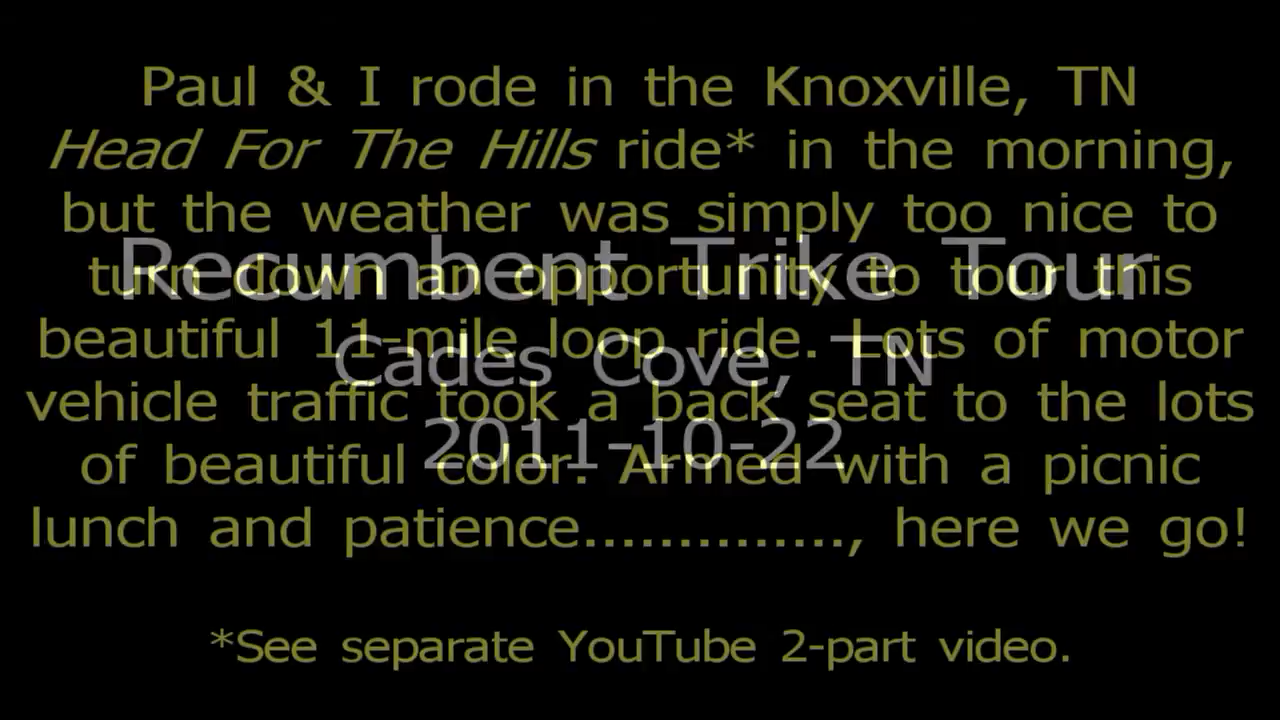 Paul & I rode in the Knoxville, TN
Head For The Hills ride* in the morning,
but the weather was simply too nice to
turn down an opportunity to tour this
beautiful 11-mile loop ride. Lots of motor
vehicle traffic took a back seat to the lots
of beautiful color. Armed with a picnic
lunch and patience.............., here we go!
*See separate YouTube 2-part video.
Recumbent Trike Tour
Cades Cove, TN
2011-10-22